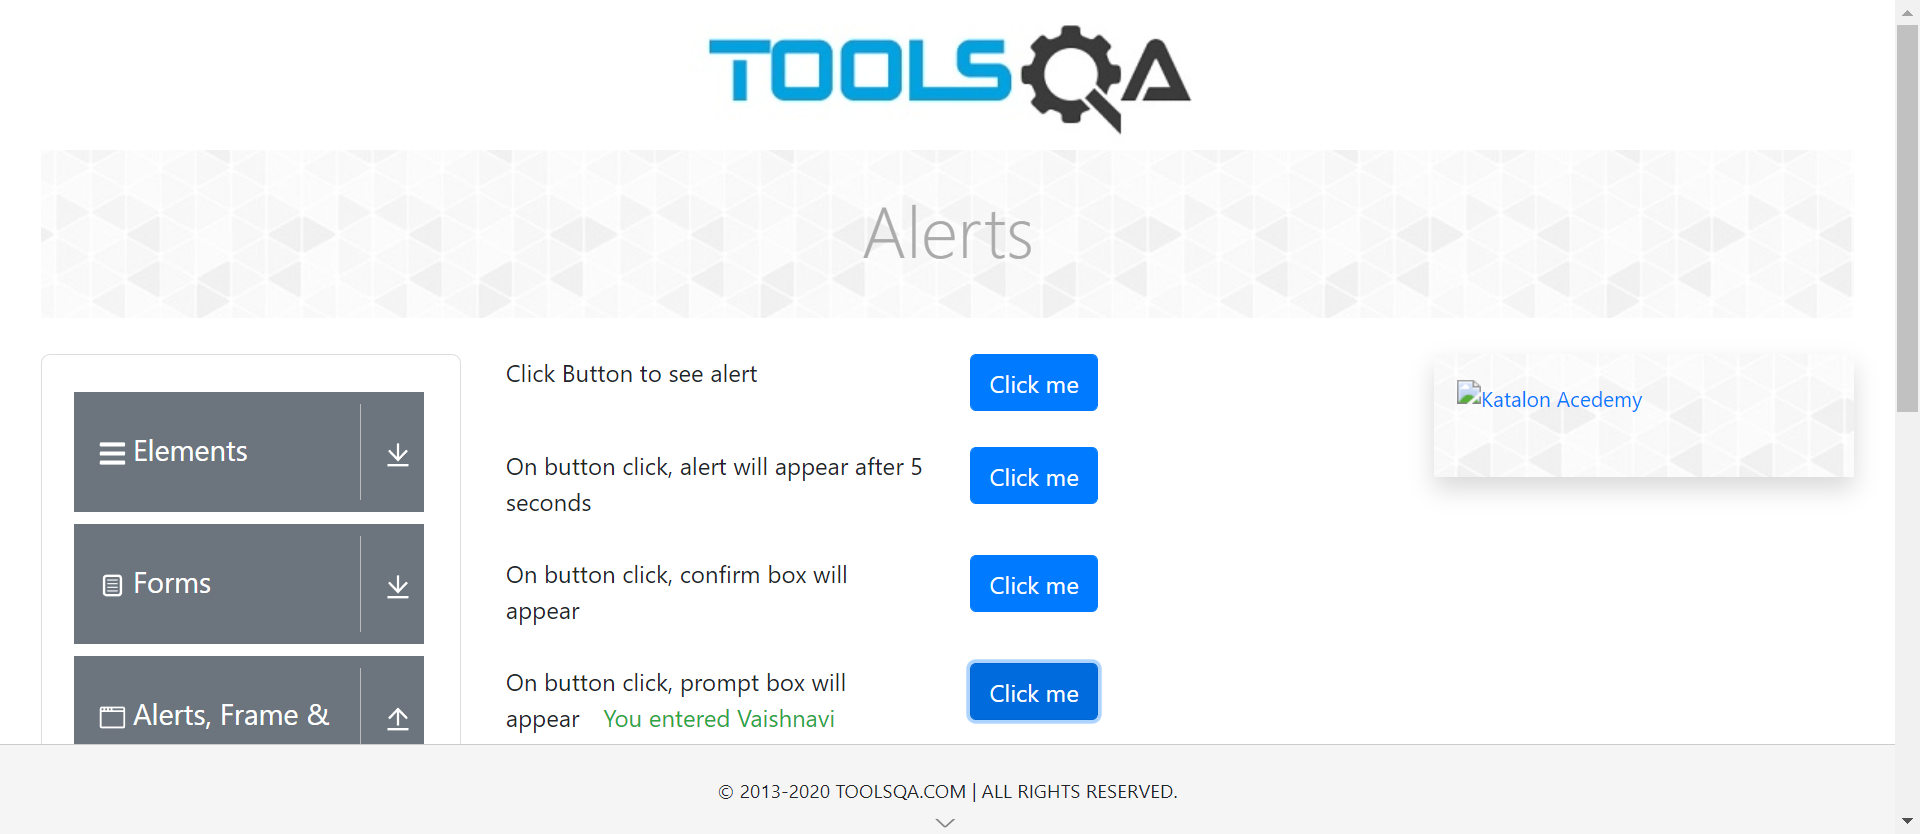 TOOLSQA
Alerts
Elements
Forms
Alerts, Frame &
Click Button to see alert
Click me
On button click, alert will appear after 5
seconds
Click me
On button click, confirm box will
appear
Click me
On button click, prompt box will
appear You entered Vaishnavi
Click me
Katalon Acedemy
© 2013-2020 TOOLSQA.COM | ALL RIGHTS RESERVED.